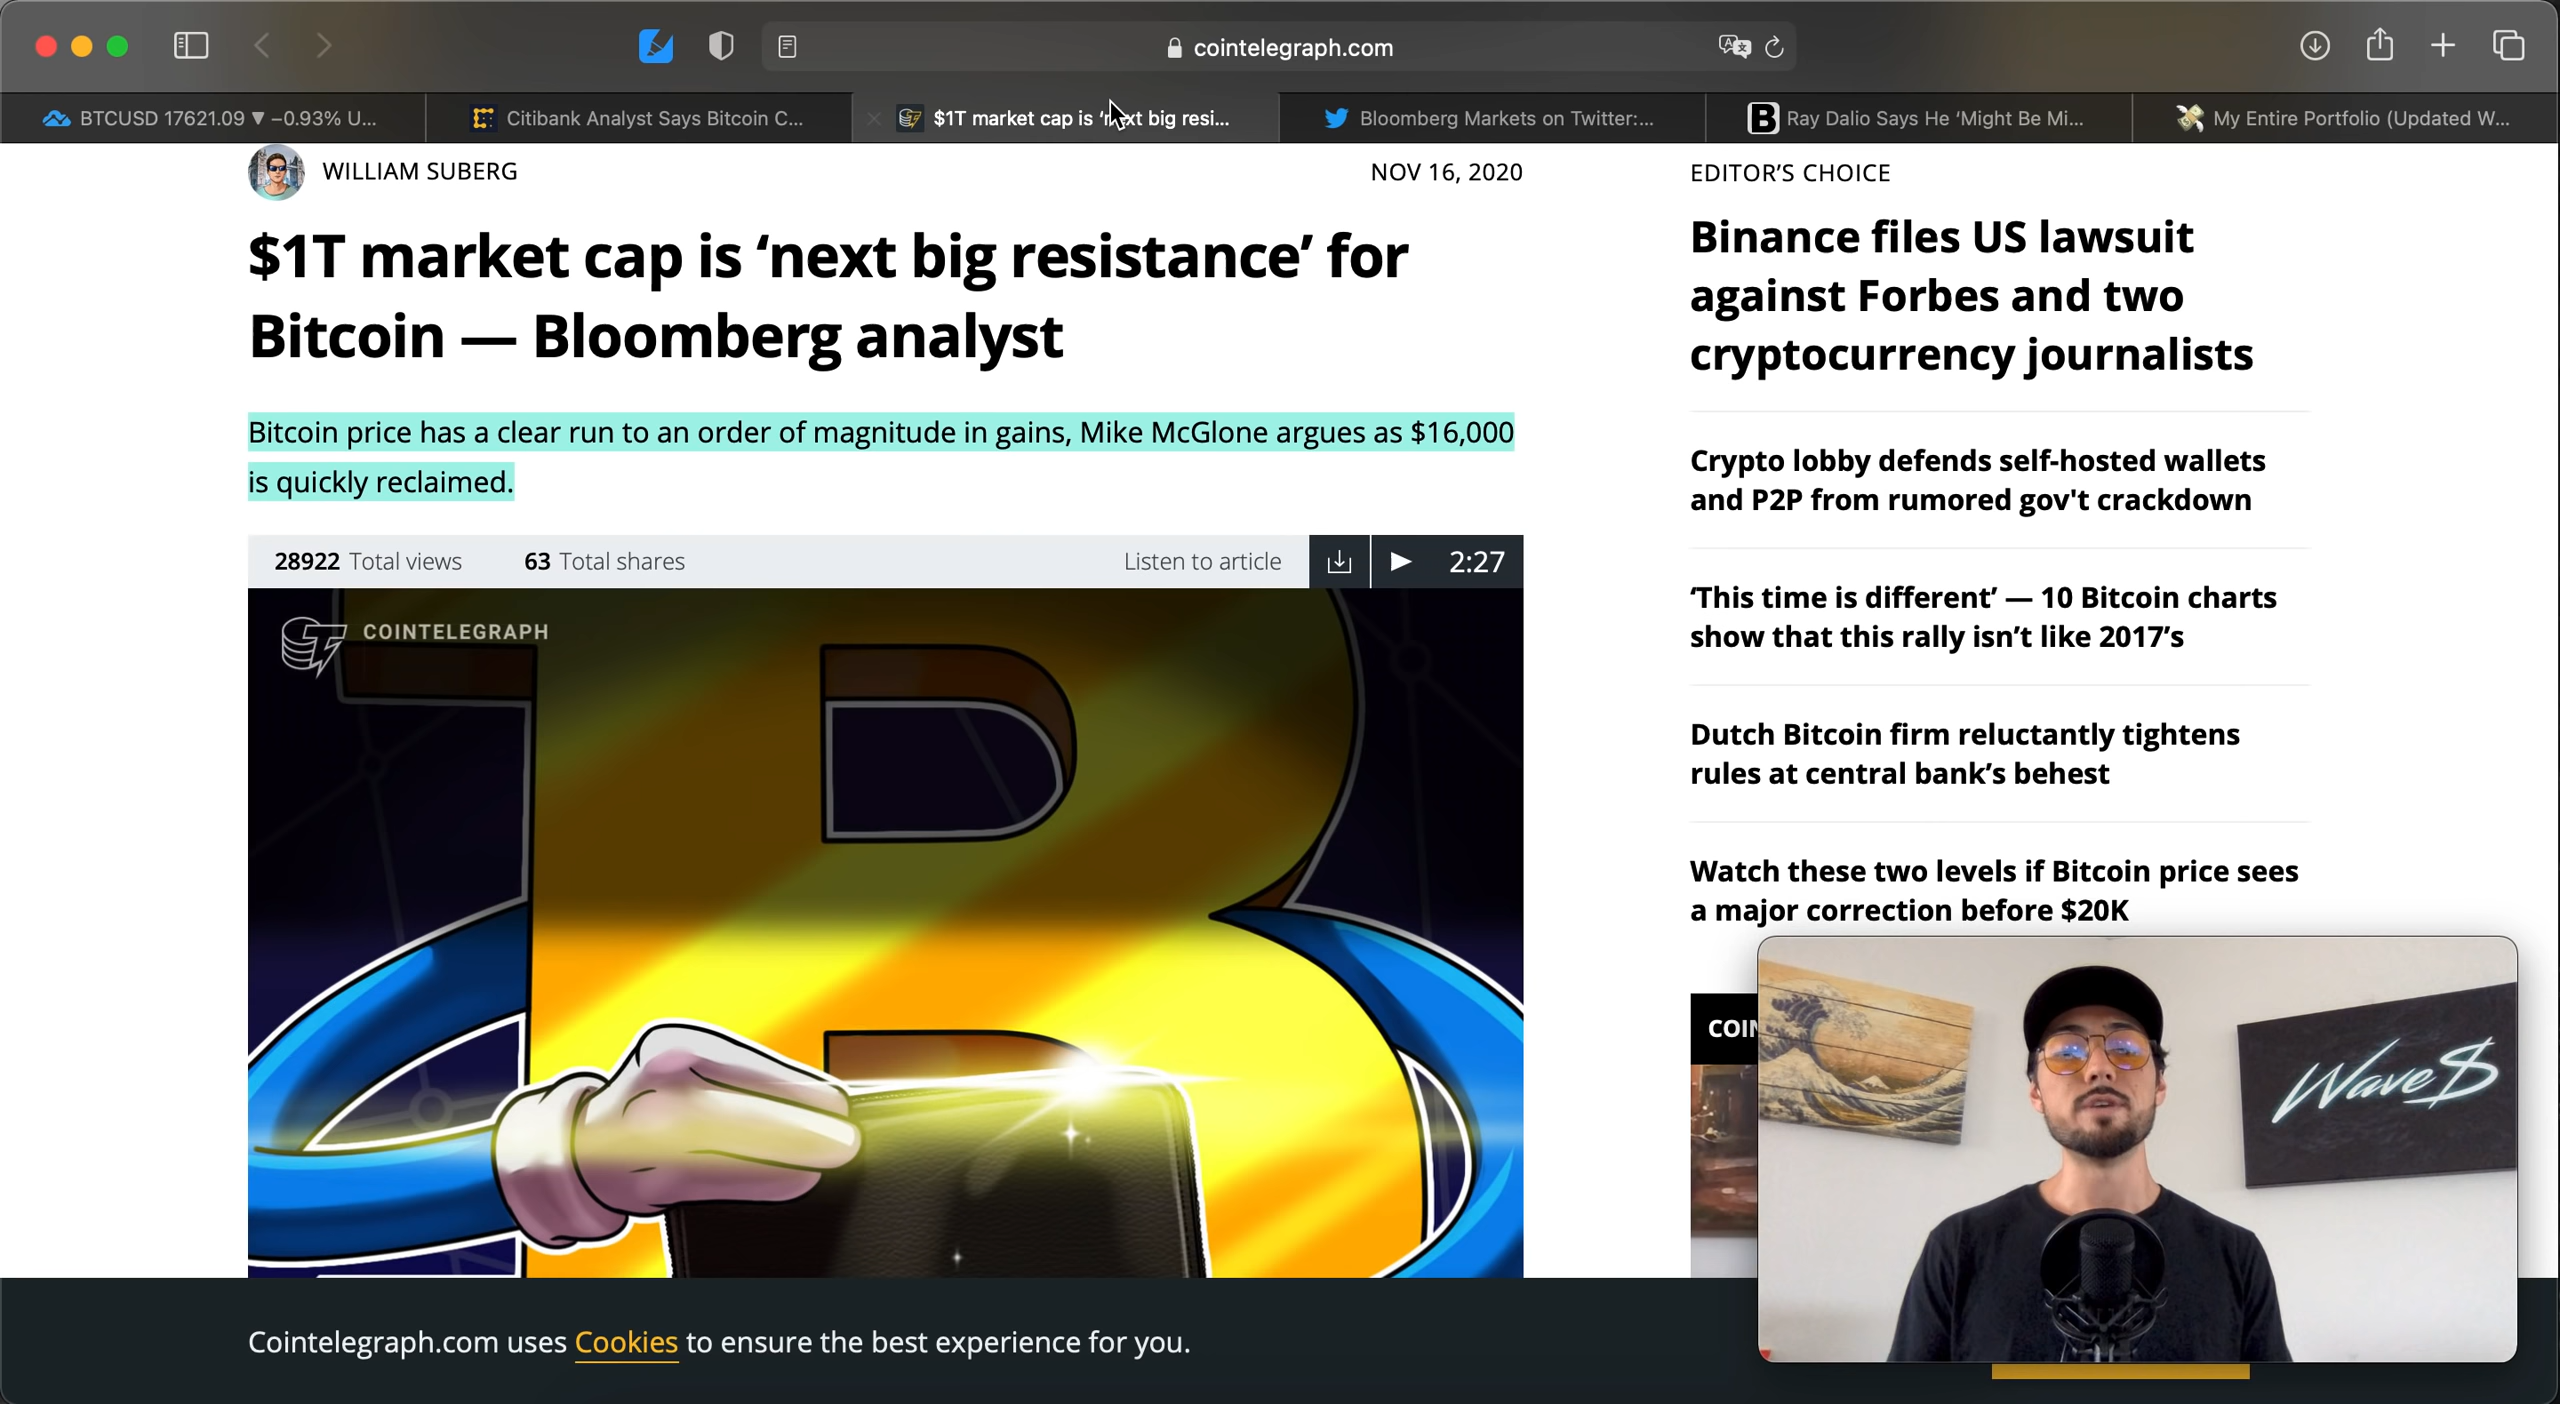 cointelegraph.com
BTCUSD 17621.09 ▼ −0.93% U...
Citibank Analyst Says Bitcoin C...
$1T market cap is ‘next big resi...
Bloomberg Markets on Twitter:...
Ray Dalio Says He ‘Might Be Mi...
My Entire Portfolio (Updated W...
WILLIAM SUBERG
NOV 16, 2020
$1T market cap is ‘next big resistance’ for
Bitcoin — Bloomberg analyst
Bitcoin price has a clear run to an order of magnitude in gains, Mike McGlone argues as $16,000
is quickly reclaimed.
28922 Total views
63 Total shares
Listen to article
2:27
COINTELEGRAPH
EDITOR’S CHOICE
Binance files US lawsuit
against Forbes and two
cryptocurrency journalists
Crypto lobby defends self-hosted wallets
and P2P from rumored gov't crackdown
‘This time is different’ — 10 Bitcoin charts
show that this rally isn’t like 2017’s
Dutch Bitcoin firm reluctantly tightens
rules at central bank’s behest
Watch these two levels if Bitcoin price sees
a major correction before $20K
COIN
Wave$
Cointelegraph.com uses Cookies to ensure the best experience for you.